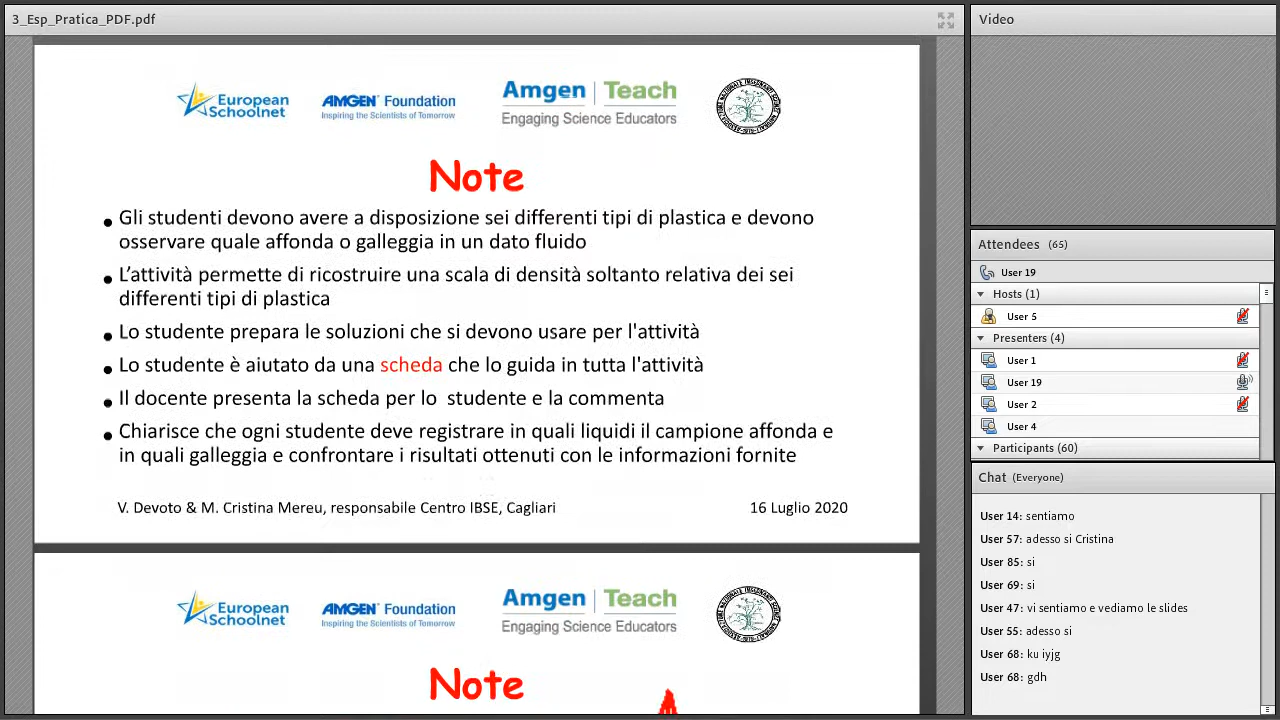 3_Esp_Pratica_PDF.pdf
European
Schoolnet
AMGEN Foundation
Inspiring the Scientists of Tomorrow
Amgen Teach
Engaging Science Educators
Note
Gli studenti devono avere a disposizione sei differenti tipi di plastica e devono
osservare quale affonda o galleggia in un dato fluido
L'attività permette di ricostruire una scala di densità soltanto relativa dei sei
differenti tipi di plastica
Lo studente prepara le soluzioni che si devono usare per l'attività
Lo studente è aiutato da una scheda che lo guida in tutta l'attività
Il docente presenta la scheda per lo studente e la commenta
Chiarisce che ogni studente deve registrare in quali liquidi il campione affonda e
in quali galleggia e confrontare i risultati ottenuti con le informazioni fornite
V. Devoto & M. Cristina Mereu, responsabile Centro IBSE, Cagliari
16 Luglio 2020
European
Schoolnet
AMGEN Foundation
Inspiring the Scientists of Tomorrow
Amgen Teach
Engaging Science Educators
Note
Video
Attendees (65)
User 19
Hosts (1)
User 5
Presenters (4)
User 1
User 19
User 2
User 4
Participants (60)
Chat (Everyone)
User 14: sentiamo
User 57: adesso si Cristina
User 85: si
User 69: si
User 47: vi sentiamo e vediamo le slides
User 55: adesso si
User 68: ku iyjg
User 68: gdh